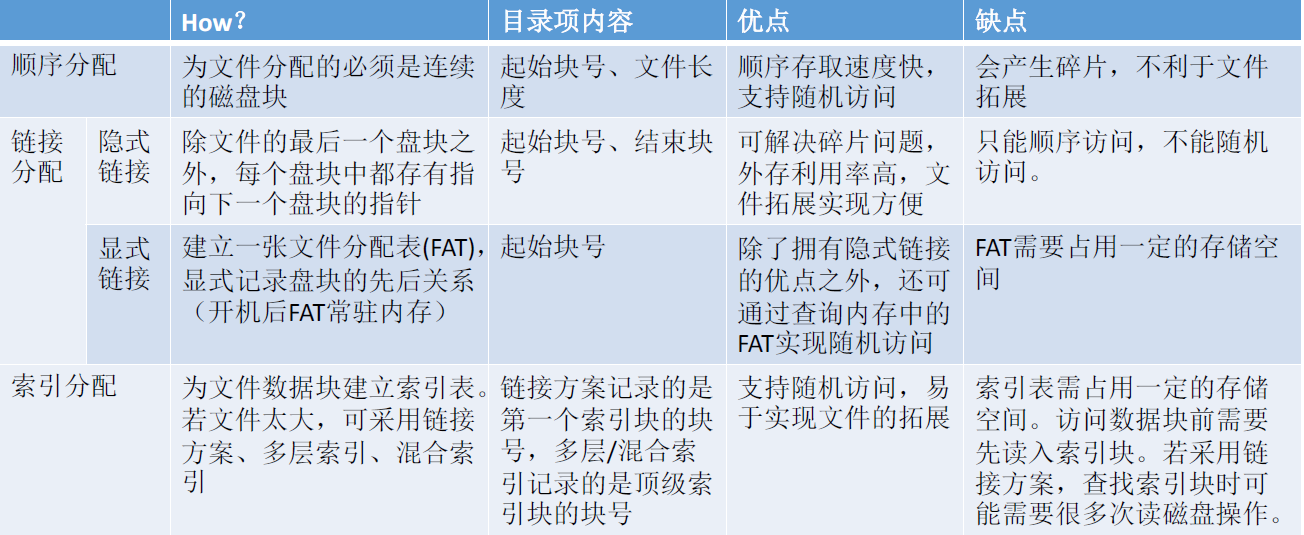 How？
目录项内容
优点
缺点
顺序分配
为文件分配的必须是连续
的磁盘块
起始块号、文件长
度
顺序存取速度快，
支持随机访问
会产生碎片，不利于文件
拓展
链接
分配
隐式
链接
除文件的最后一个盘块之
外，每个盘块中都存有指
向下一个盘块的指针
起始块号、结束块
号
可解决碎片问题，
外存利用率高，文
件拓展实现方便
只能顺序访问，不能随机
访问。
显式
链接
建立一张文件分配表(FAT)，
显式记录盘块的先后关系
（开机后FAT常驻内存）
起始块号
除了拥有隐式链接
的优点之外，还可
通过查询内存中的
FAT实现随机访问
FAT需要占用一定的存储空
间
索引分配
为文件数据块建立索引表。
若文件太大，可采用链接
方案、多层索引、混合索
引
链接方案记录的是
第一个索引块的块
号，多层/混合索
引记录的是顶级索
引块的块号
支持随机访问，易
于实现文件的拓展
索引表需占用一定的存储
空间。访问数据块前需要
先读入索引块。若采用链
接方案，查找索引块时可
能需要很多次读磁盘操作。